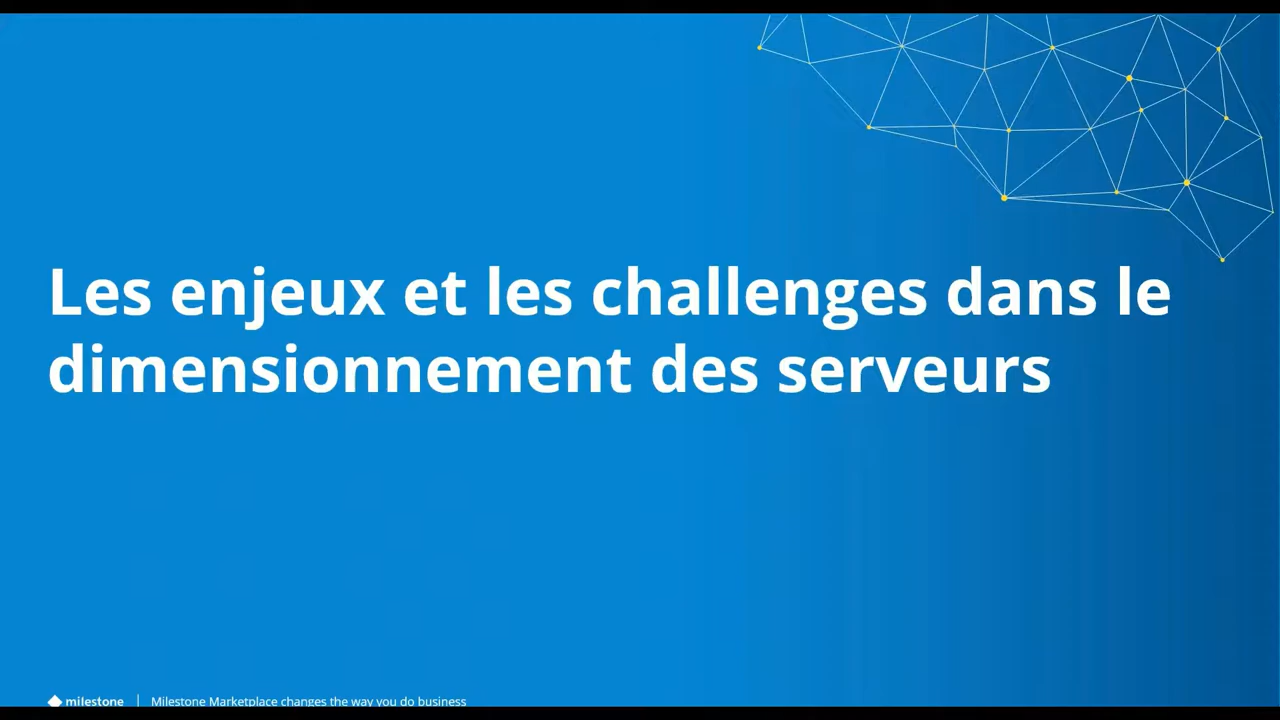 Les enjeux et les challenges dans le
dimensionnement des serveurs
milestone | Milestone Marketplace changes the way you do business